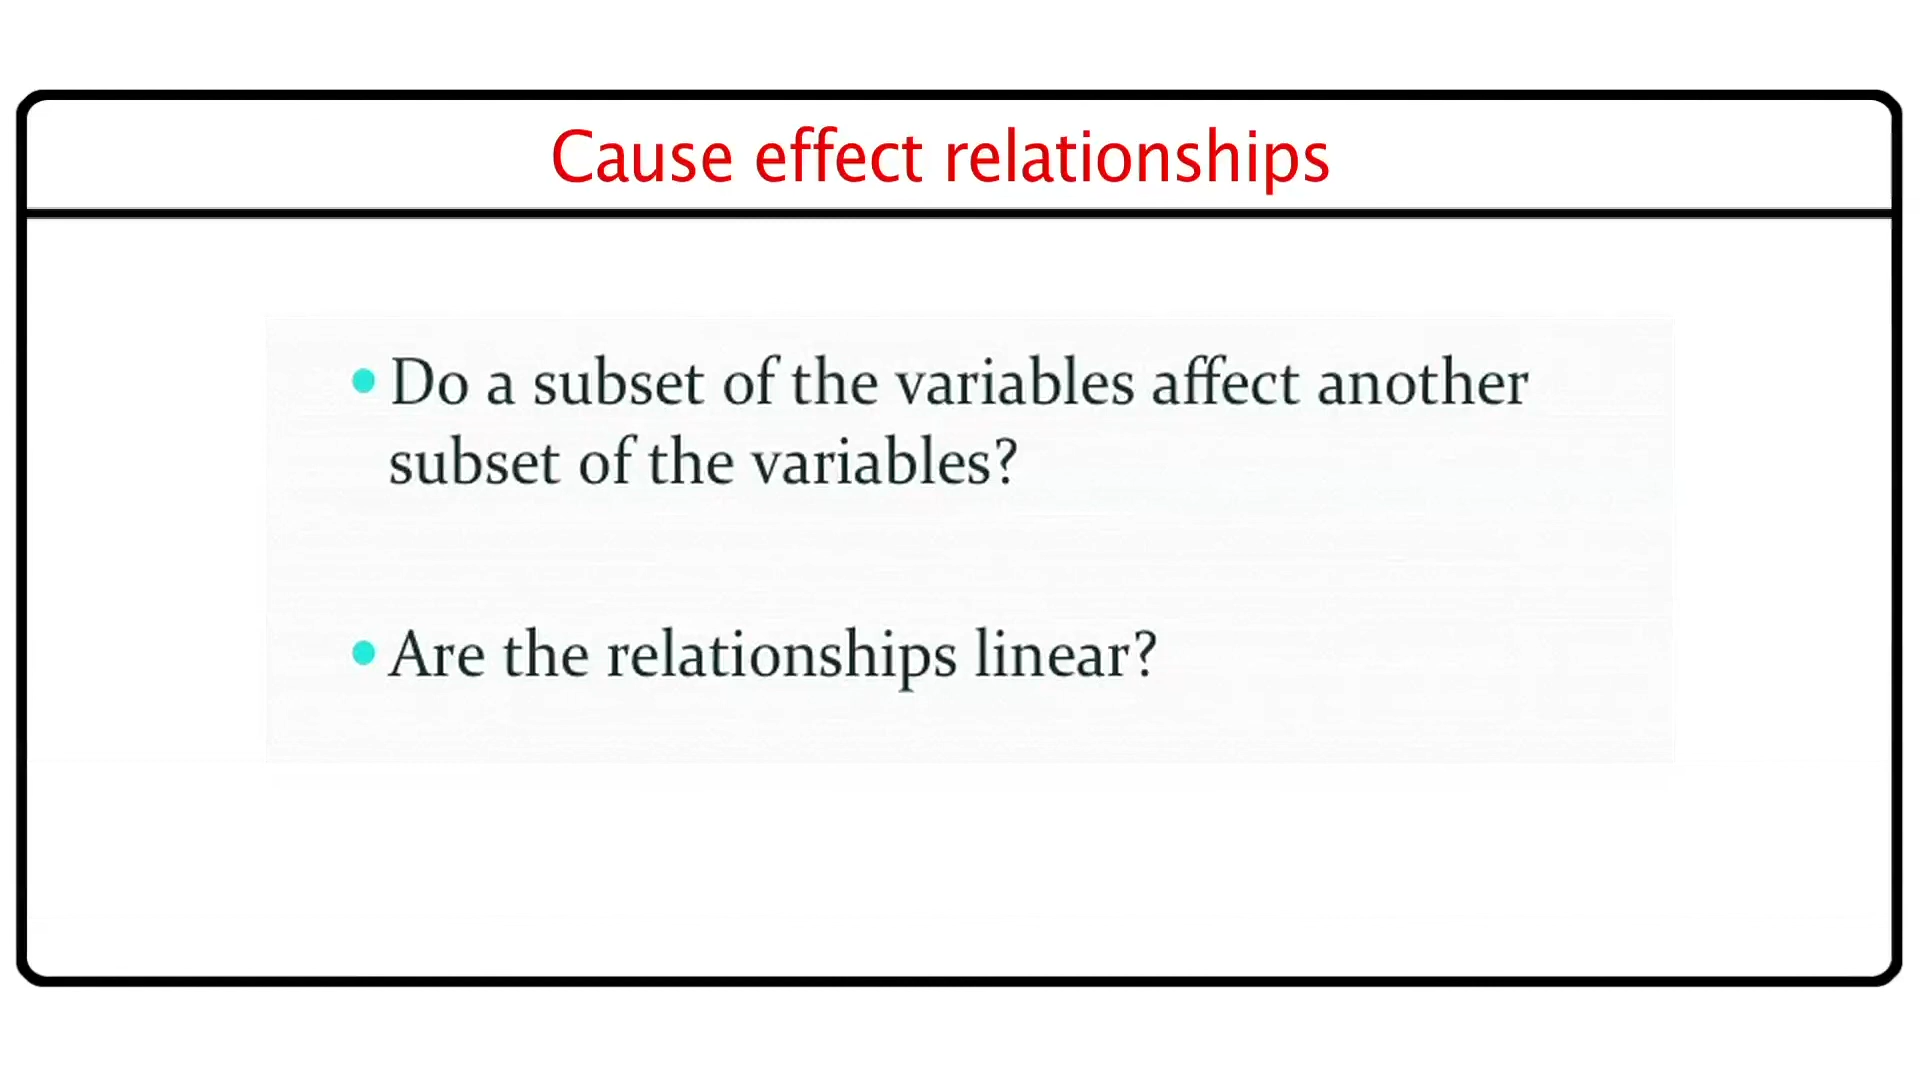 Cause effect relationships
• Do a subset of the variables affect another
subset of the variables?
• Are the relationships linear?